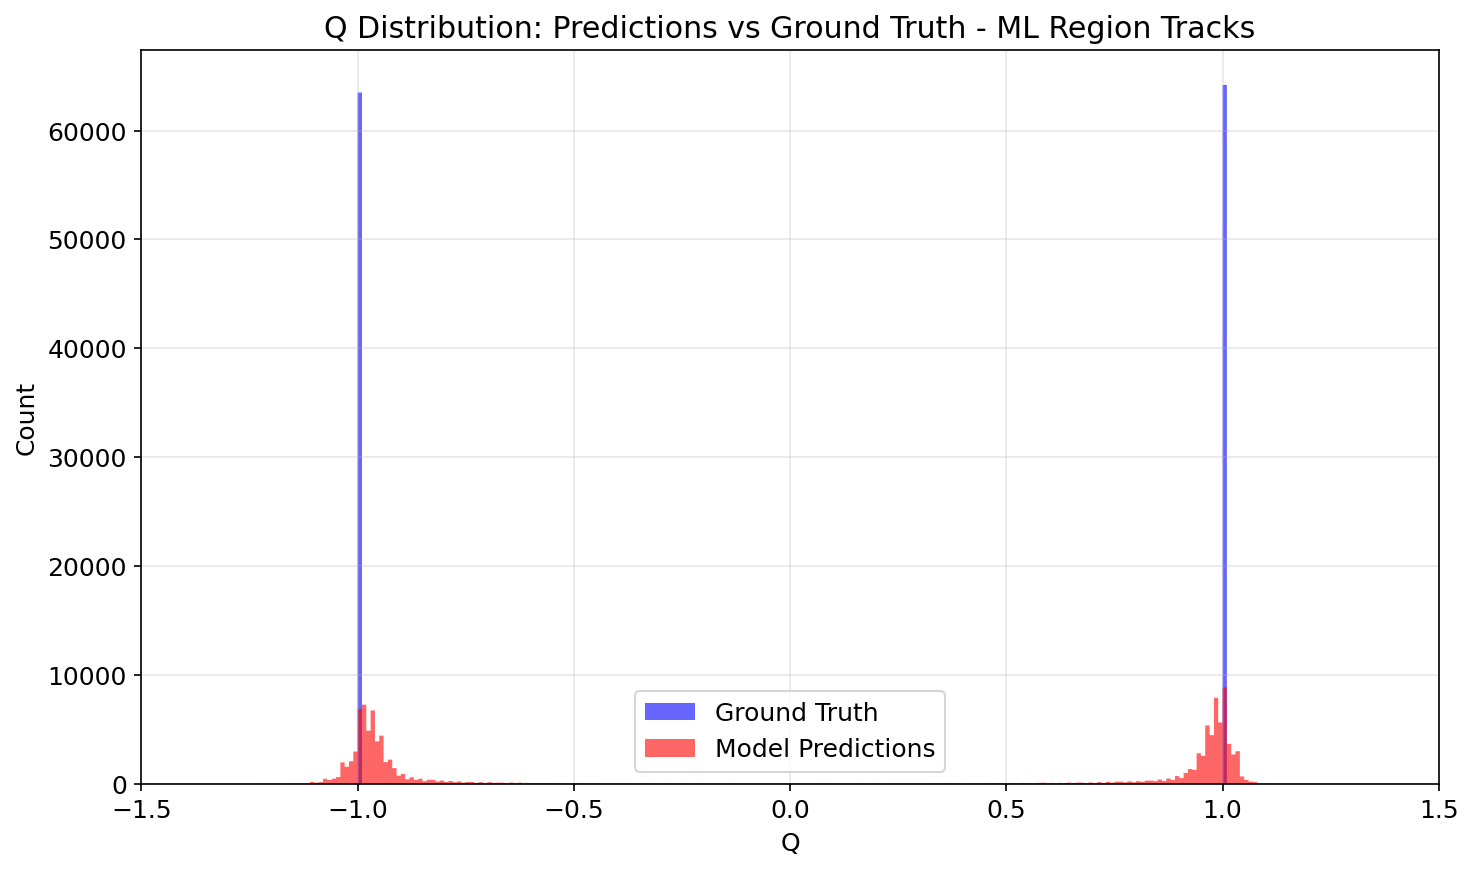 Q Distribution: Predictions vs Ground Truth - ML Region Tracks
60000
50000
40000
30000
20000
10000
0
Count
Ground Truth
Model Predictions
−1.5
−1.0
−0.5
0.0
0.5
1.0
1.5
Q